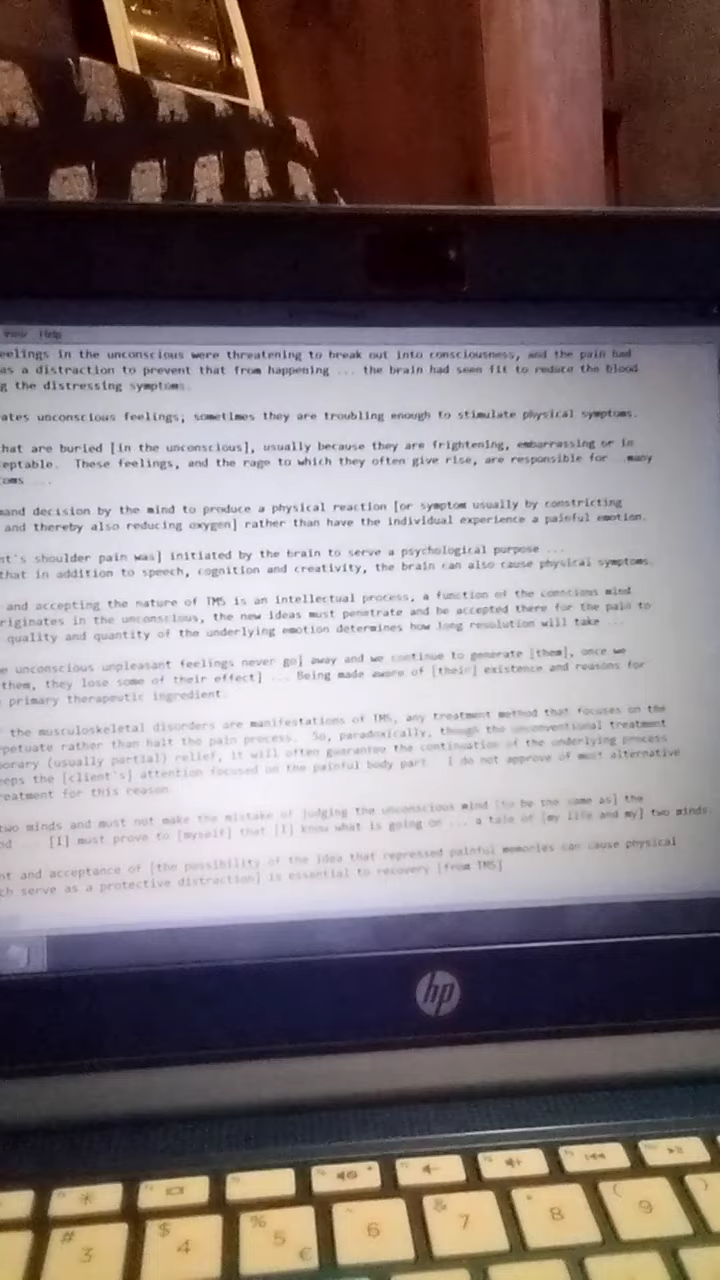 View Help
eelings in the unconscious were threatening to break out into consciousness, and the pain had
as a distraction to prevent that from happening ... the brain had seen fit to reduce the blood
g the distressing symptoms.
ates unconscious feelings; sometimes they are troubling enough to stimulate physical symptoms.
hat are buried [in the unconscious], usually because they are frightening, embarrassing or in
eptable. These feelings, and the rage to which they often give rise, are responsible for ...many
oms ...
and decision by the mind to produce a physical reaction [or symptom usually by constricting
and thereby also reducing oxygen] rather than have the individual experience a painful emotion.
nt's shoulder pain was] initiated by the brain to serve a psychological purpose ...
that in addition to speech, cognition and creativity, the brain can also cause physical symptoms.
and accepting the nature of TMS is an intellectual process, a function of the conscious mind
riginates in the unconscious, the new ideas must penetrate and be accepted there for the pain to
quality and quantity of the underlying emotion determines how long resolution will take ...
e unconscious unpleasant feelings never go] away and we continue to generate [them], once we
them, they lose some of their effect] ... Being made aware of [their] existence and reasons for
primary therapeutic ingredient.
the musculoskeletal disorders are manifestations of TMS, any treatment method that focuses on the
rpetuate rather than halt the pain process. So, paradoxically, though the unconventional treatment
orary (usually partial) relief, it will often guarantee the continuation of the underlying process
eeps the [client's] attention focused on the painful body part. I do not approve of most alternative
reatment for this reason.
two minds and must not make the mistake of judging the unconscious mind [to be the same as] the
nd ... [I] must prove to [myself] that [I] know what is going on ... a tale of [my life and my] two minds.
nt and acceptance of [the possibility of the idea that repressed painful memories can cause physical
ch serve as a protective distraction] is essential to recovery [from TMS]
hp
# $ % ~ & * ( )
3 4 5 € 6 7 8 9